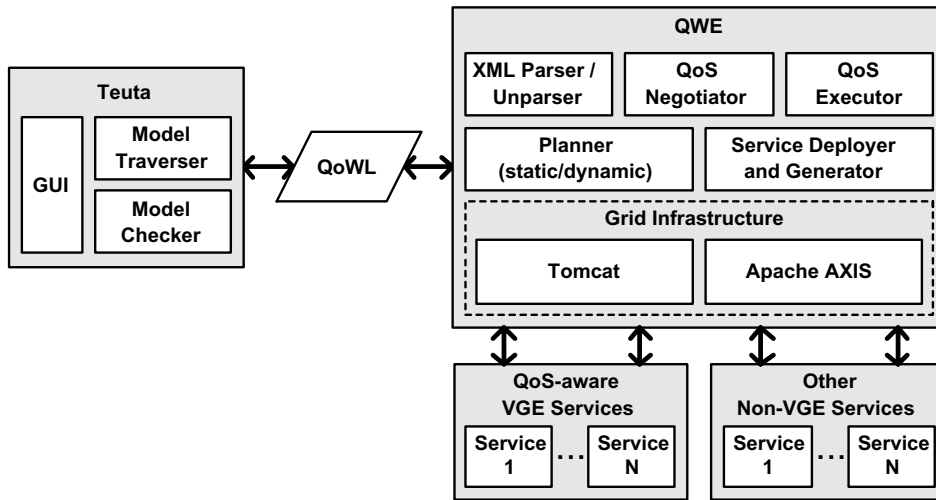 Teuta
GUI
Model
Traverser
Model
Checker
QoWL
QWE
XML Parser /
Unparser
QoS
Negotiator
QoS
Executor
Planner
(static/dynamic)
Service Deployer
and Generator
Grid Infrastructure
Tomcat
Apache AXIS
QoS-aware
VGE Services
Service
1
...
Service
N
Other
Non-VGE Services
Service
1
...
Service
N